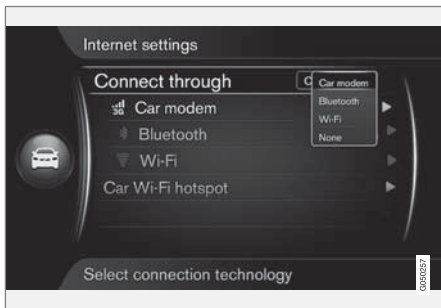 Internet settings
Connect through
C
Car modem
Bluetooth
Wi-Fi
None
3G
Car modem
Bluetooth
Wi-Fi
Car Wi-Fi hotspot
Select connection technology
G050257